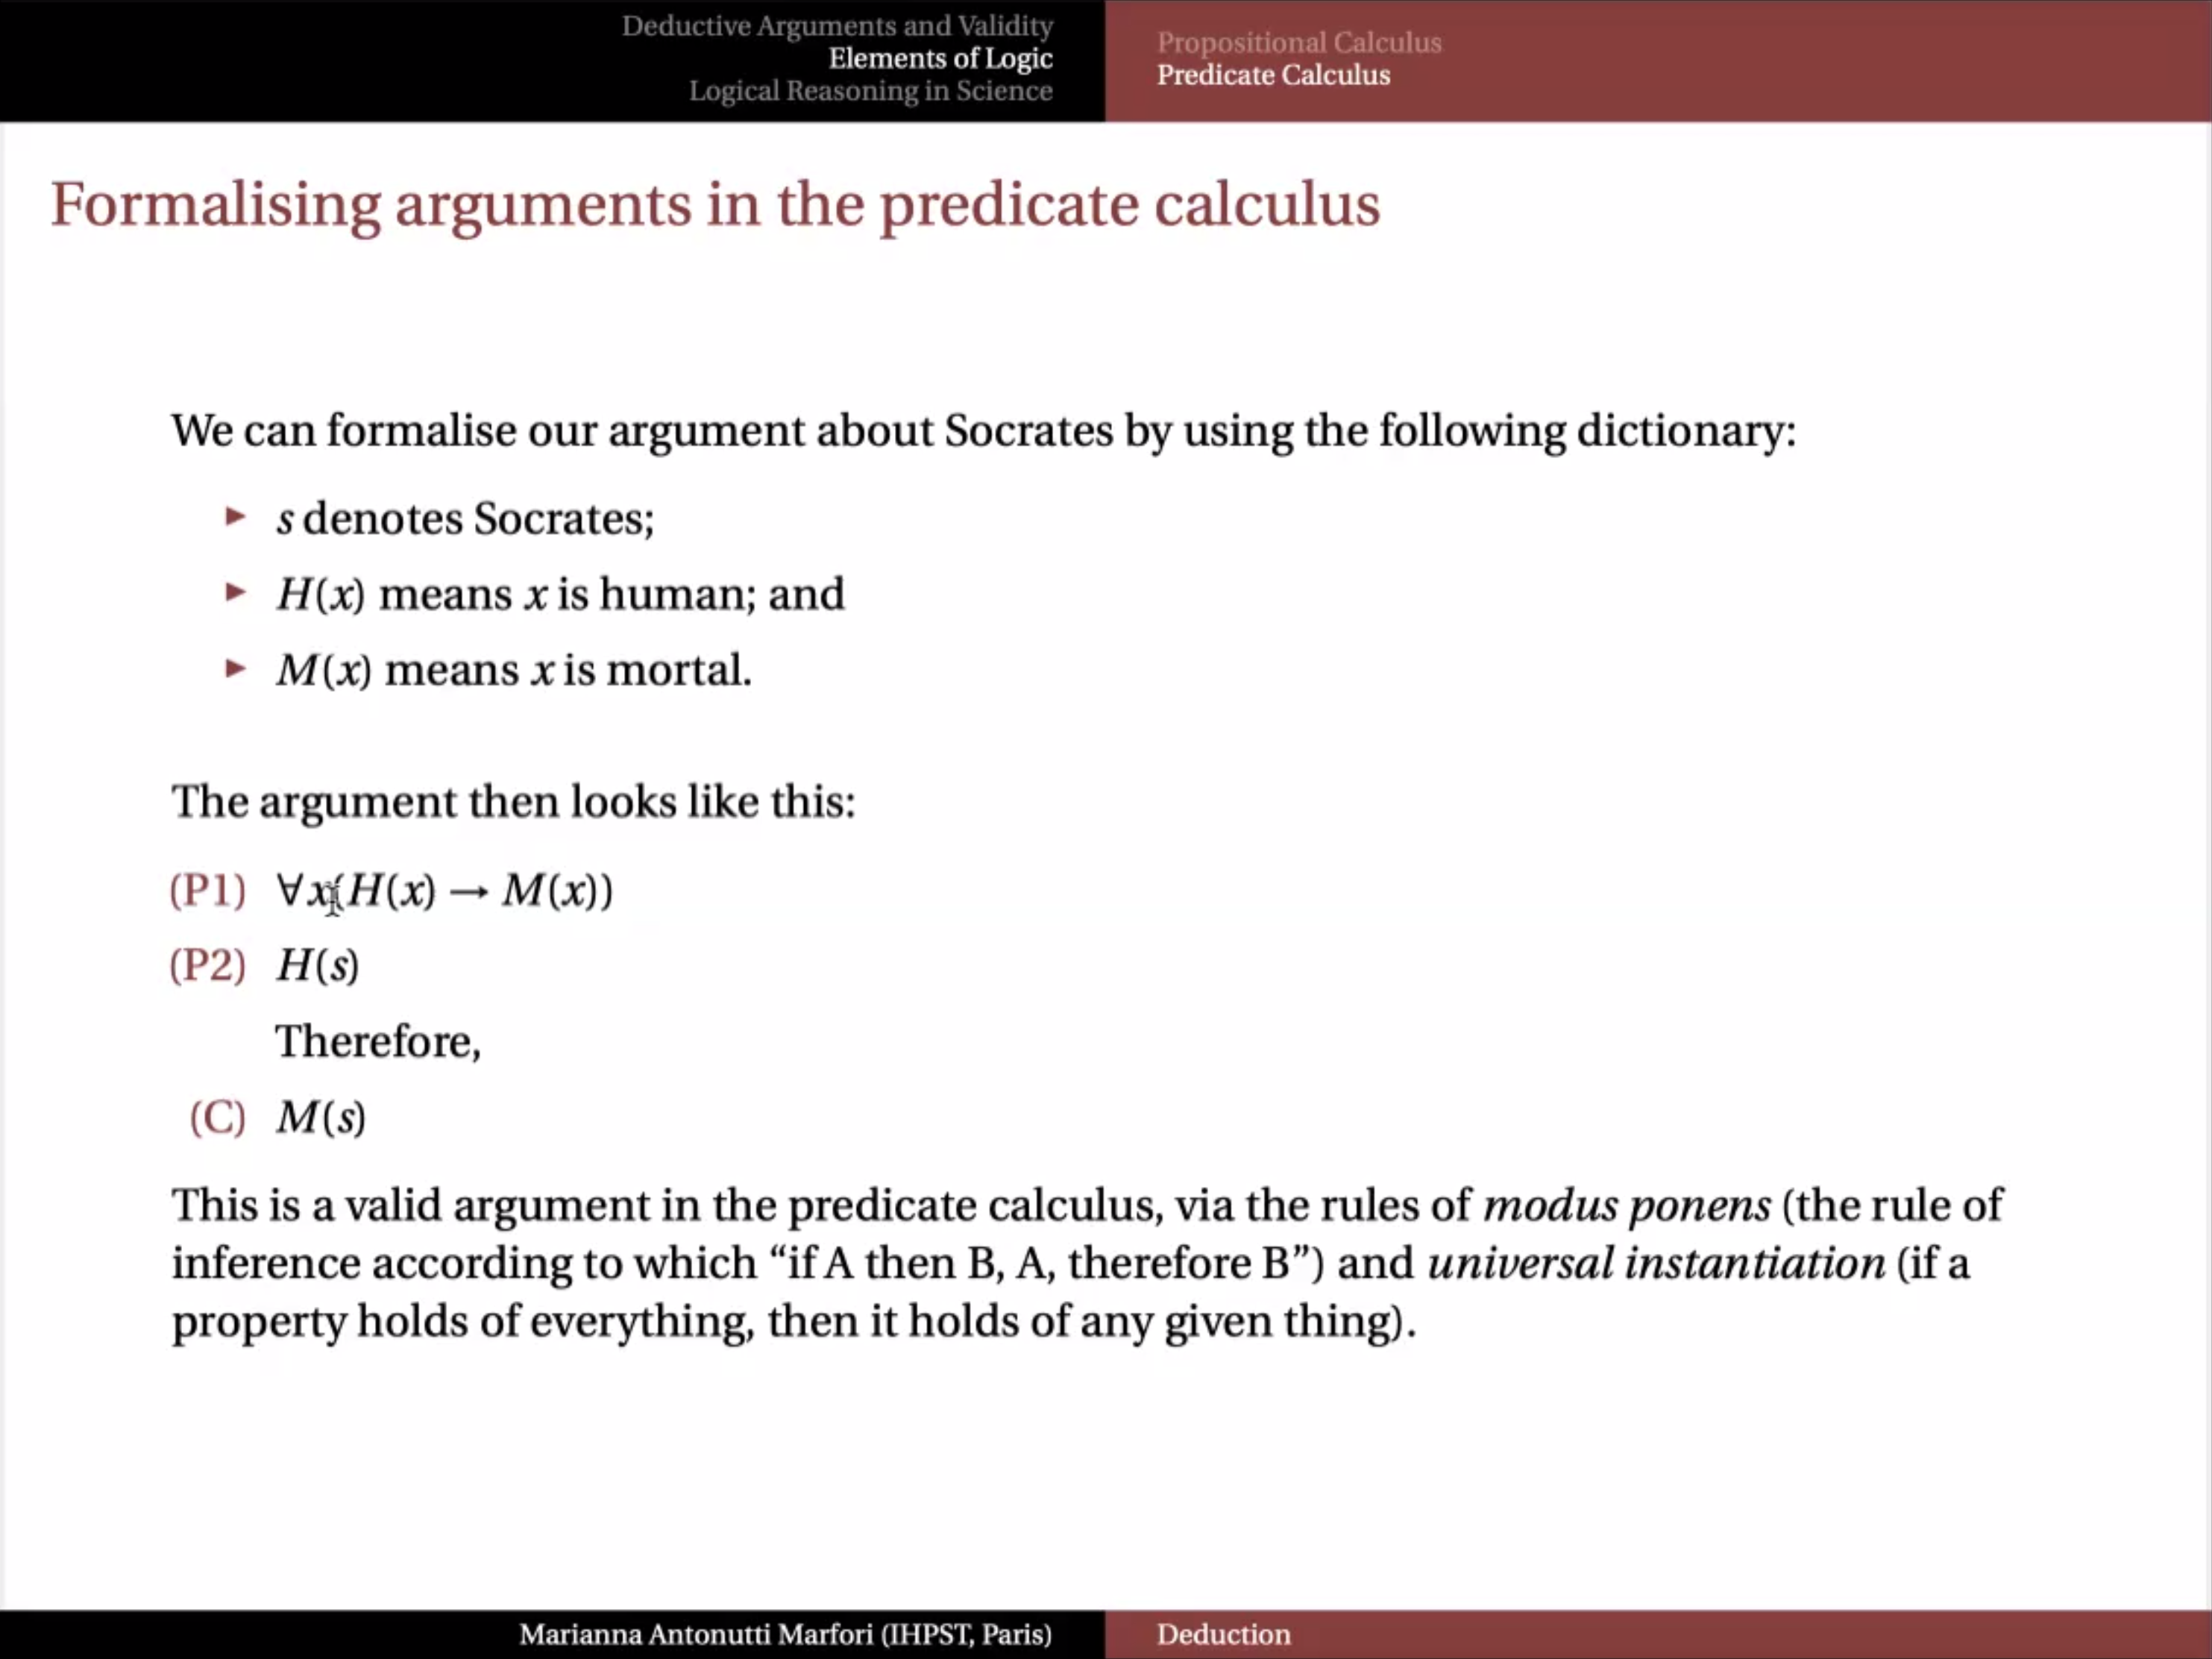 Deductive Arguments and Validity
Elements of Logic
Logical Reasoning in Science
Propositional Calculus
Predicate Calculus
Formalising arguments in the predicate calculus
We can formalise our argument about Socrates by using the following dictionary:
▶ s denotes Socrates;
▶ H(x) means x is human; and
▶ M(x) means x is mortal.
The argument then looks like this:
(P1) ∀x(H(x) → M(x))
(P2) H(s)
Therefore,
(C) M(s)
This is a valid argument in the predicate calculus, via the rules of modus ponens (the rule of
inference according to which “if A then B, A, therefore B”) and universal instantiation (if a
property holds of everything, then it holds of any given thing).
Marianna Antonutti Marfori (IHPST, Paris)
Deduction